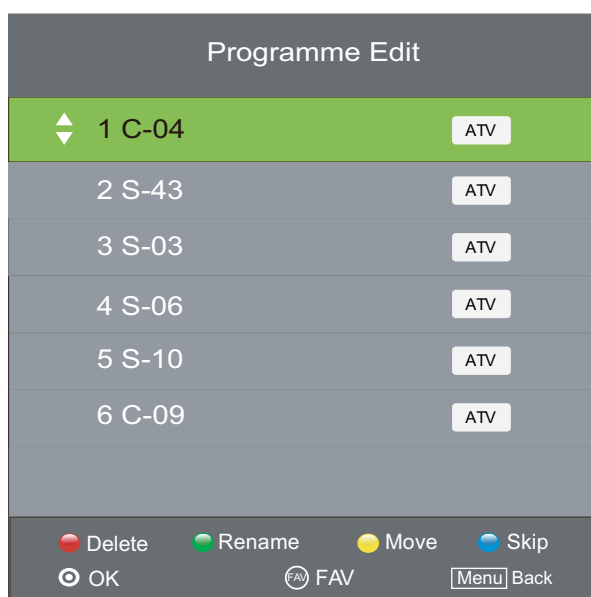 Programme Edit
1 C-04 ATV
2 S-43 ATV
3 S-03 ATV
4 S-06 ATV
5 S-10 ATV
6 C-09 ATV
Delete Rename Move Skip
OK FAV FAV Menu Back